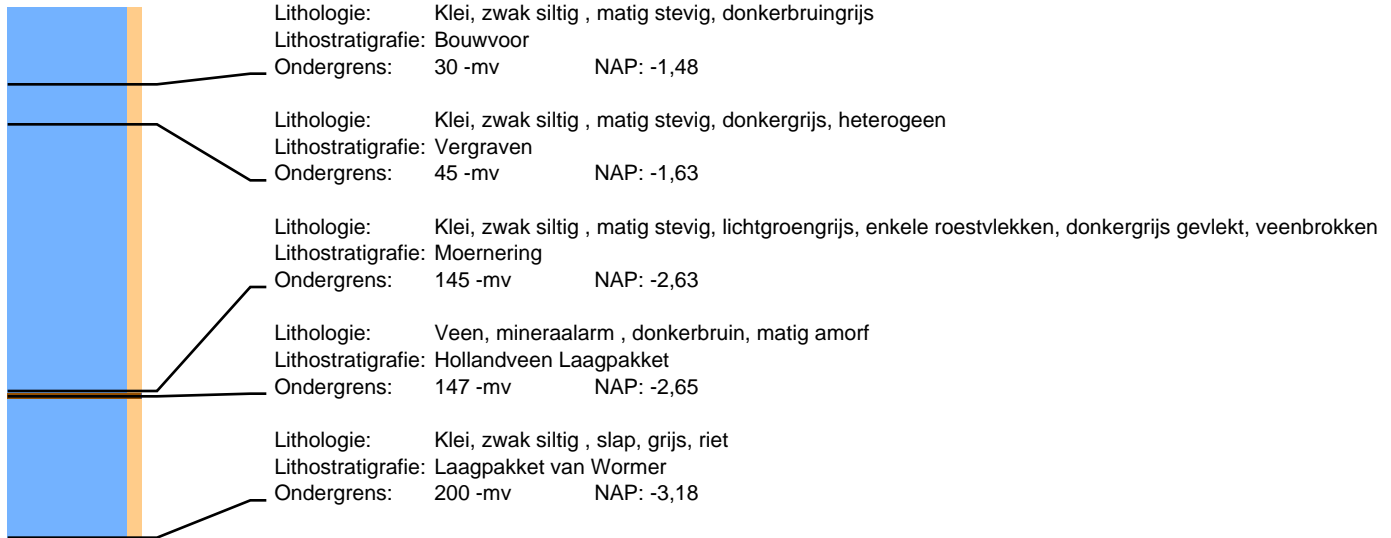 Lithologie: Klei, zwak siltig , matig stevig, donkerbruingrijs
Lithostratigrafie: Bouwvoor
Ondergrens: 30 -mv NAP: -1,48
Lithologie: Klei, zwak siltig , matig stevig, donkergrijs, heterogeen
Lithostratigrafie: Vergraven
Ondergrens: 45 -mv NAP: -1,63
Lithologie: Klei, zwak siltig , matig stevig, lichtgroengrijs, enkele roestvlekken, donkergrijs gevlekt, veenbrokken
Lithostratigrafie: Moernering
Ondergrens: 145 -mv NAP: -2,63
Lithologie: Veen, mineraalarm , donkerbruin, matig amorf
Lithostratigrafie: Hollandveen Laagpakket
Ondergrens: 147 -mv NAP: -2,65
Lithologie: Klei, zwak siltig , slap, grijs, riet
Lithostratigrafie: Laagpakket van Wormer
Ondergrens: 200 -mv NAP: -3,18